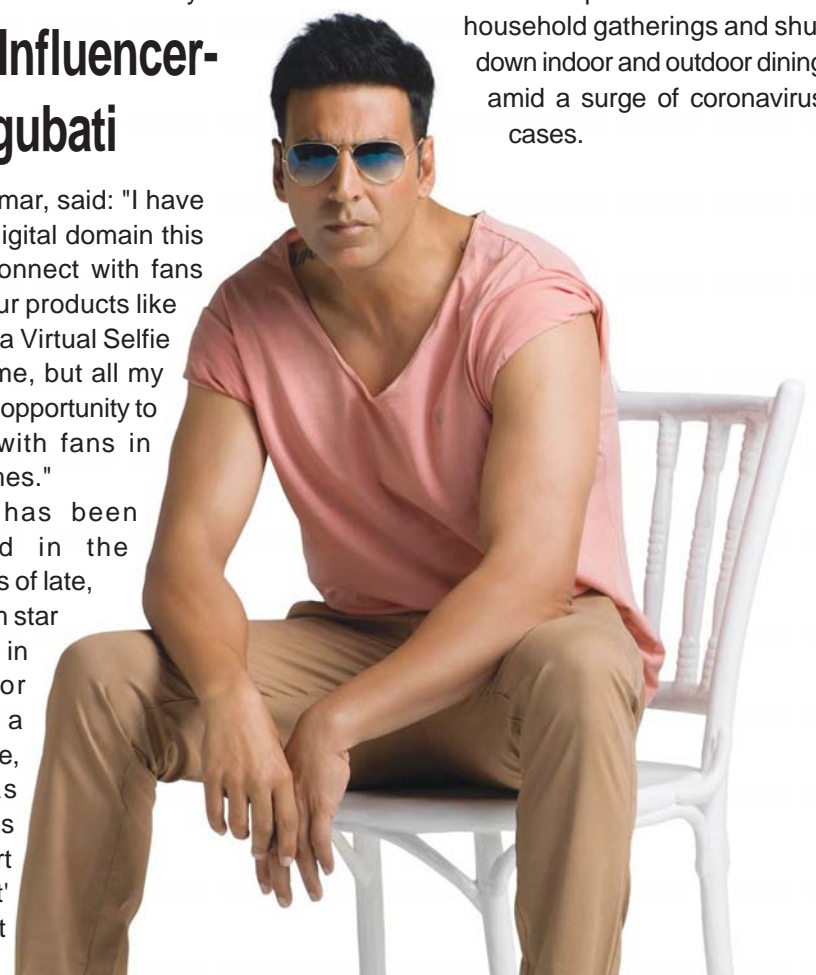 Influencer-
gubati
mar, said: "I have
igital domain this
onnect with fans
ur products like
a Virtual Selfie
me, but all my
opportunity to
with fans in
nes."
has been
d in the
s of late,
n star
in
or
a
e,
s
s
rt
t'
t
household gatherings and shu
down indoor and outdoor dining
amid a surge of coronavirus
cases.